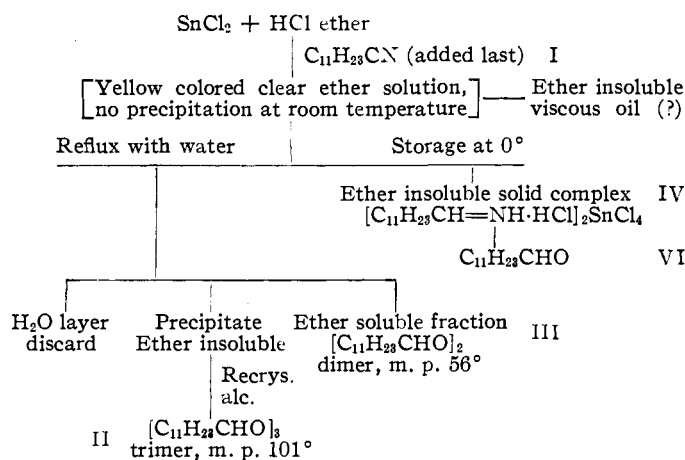 SnCl₂ + HCl ether
C₁₁H₂₃CN (added last) I
[Yellow colored clear ether solution, no precipitation at room temperature]
Ether insoluble viscous oil (?)
Reflux with water
Storage at 0°
Ether insoluble solid complex IV
[C₁₁H₂₃CH=NH·HCl]₂SnCl₄
C₁₁H₂₃CHO VI
H₂O layer discard
Precipitate Ether insoluble
Ether soluble fraction III
[C₁₁H₂₃CHO]₂
dimer, m. p. 56°
Recrys. alc.
II [C₁₁H₂₃CHO]₃
trimer, m. p. 101°